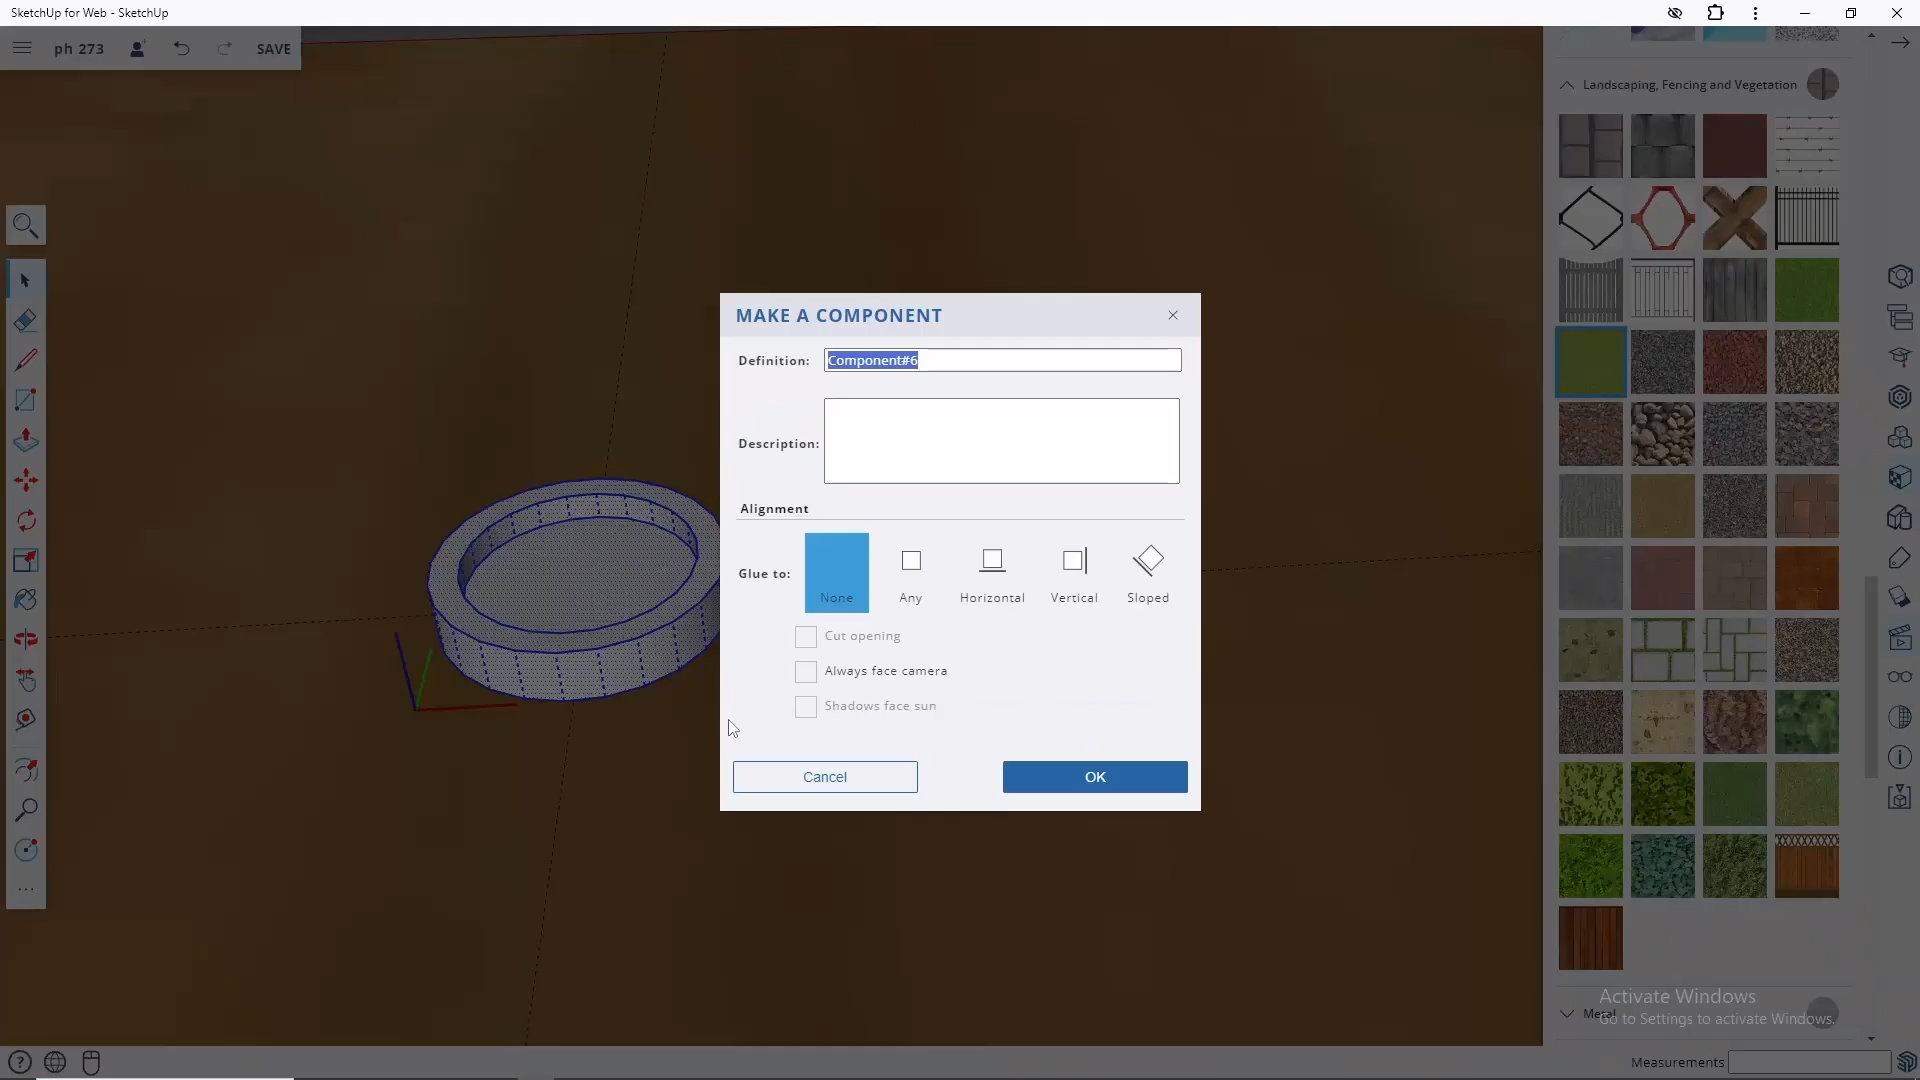 SketchUp for Web - SketchUp
ph 273
SAVE
Landscaping, Fencing and Vegetation
MAKE A COMPONENT
Definition:
Component#6
Description:
Alignment
Glue to:
None
Any
Horizontal
Vertical
Sloped
Cut opening
Always face camera
Shadows face sun
Cancel
OK
Activate Windows
Metal
Go to Settings to activate Windows.
Measurements